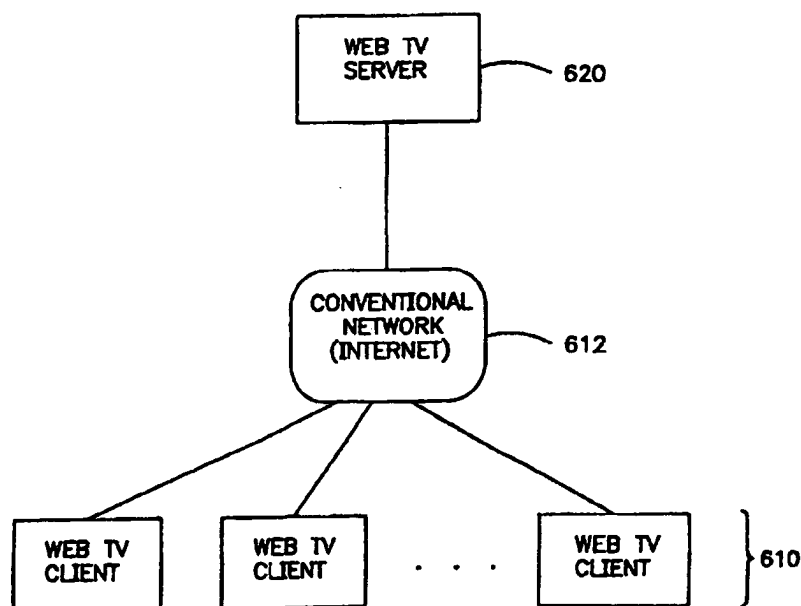 WEB TV
SERVER
620
CONVENTIONAL
NETWORK
(INTERNET)
612
WEB TV
CLIENT
WEB TV
CLIENT
. . .
WEB TV
CLIENT
610